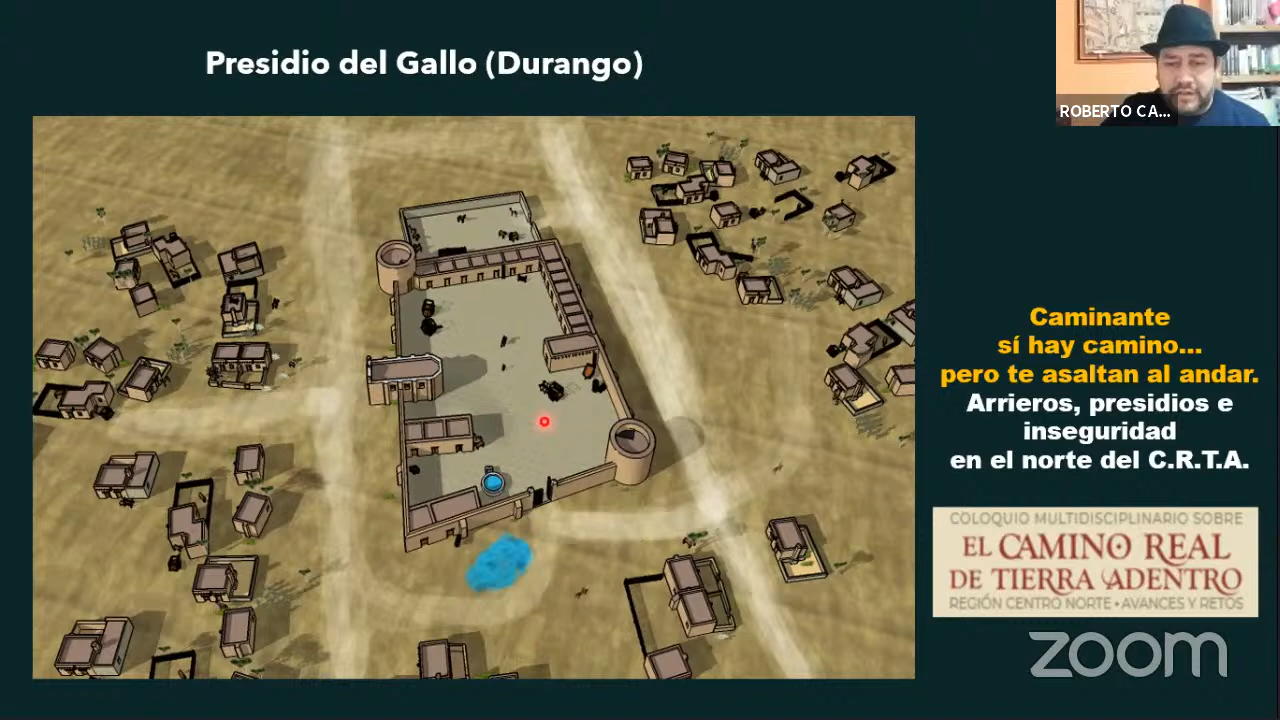 Presidio del Gallo (Durango)
ROBERTO CA...
Caminante
sí hay camino...
pero te asaltan al andar.
Arrieros, presidios e
inseguridad
en el norte del C.R.T.A.
COLOQUIO MULTIDISCIPLINARIO SOBRE
EL CAMINO REAL
DE TIERRA ADENTRO
REGIÓN CENTRO NORTE • AVANCES Y RETOS
zoom